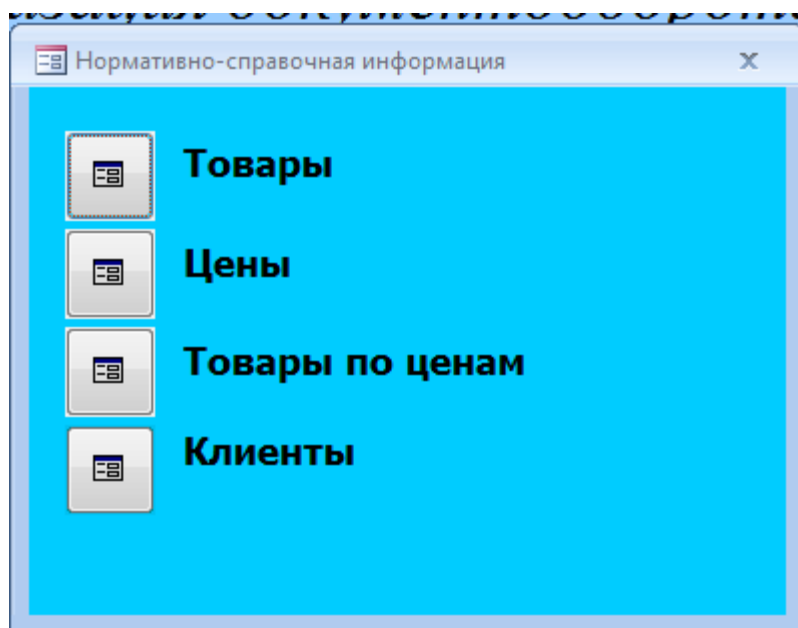 Нормативно-справочная информация
Товары
Цены
Товары по ценам
Клиенты